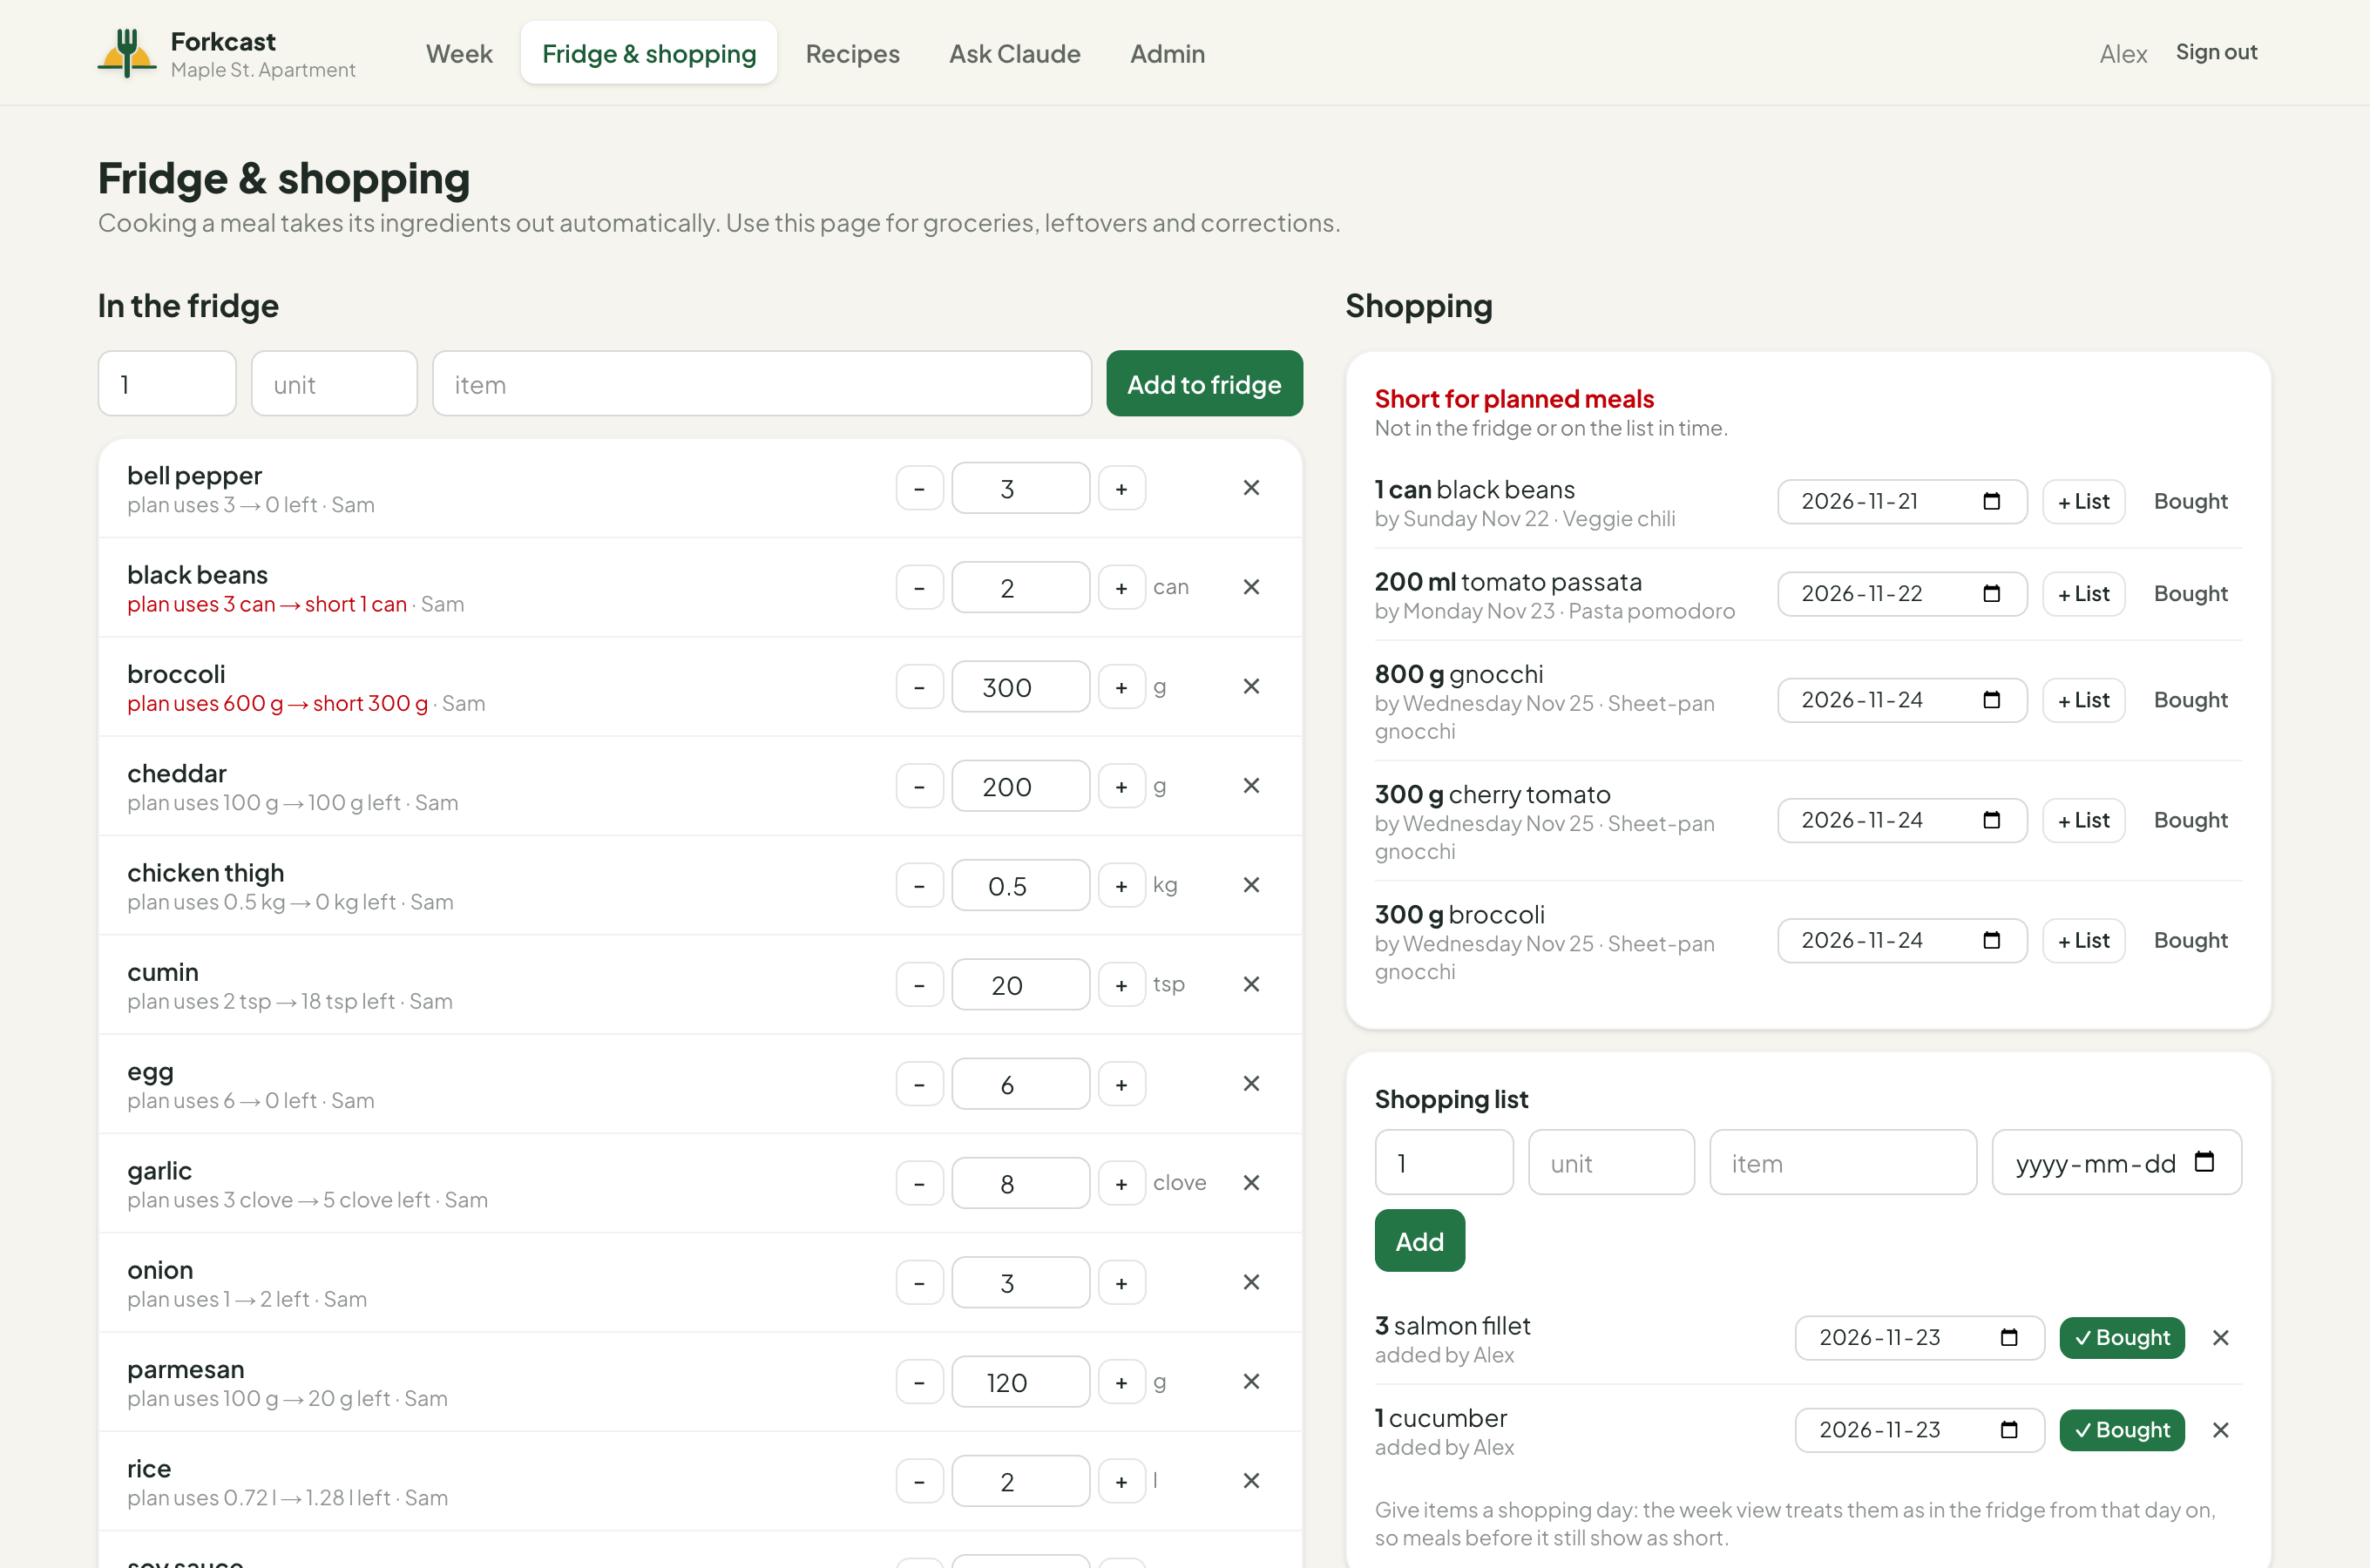 Forkcast
Maple St. Apartment
Week
Fridge & shopping
Recipes
Ask Claude
Admin
Alex
Sign out
Fridge & shopping
Cooking a meal takes its ingredients out automatically. Use this page for groceries, leftovers and corrections.
In the fridge
1
unit
item
Add to fridge
bell pepper
plan uses 3 → 0 left · Sam
- 3 + ×
black beans
plan uses 3 can → short 1 can · Sam
- 2 + can ×
broccoli
plan uses 600 g → short 300 g · Sam
- 300 + g ×
cheddar
plan uses 100 g → 100 g left · Sam
- 200 + g ×
chicken thigh
plan uses 0.5 kg → 0 kg left · Sam
- 0.5 + kg ×
cumin
plan uses 2 tsp → 18 tsp left · Sam
- 20 + tsp ×
egg
plan uses 6 → 0 left · Sam
- 6 + ×
garlic
plan uses 3 clove → 5 clove left · Sam
- 8 + clove ×
onion
plan uses 1 → 2 left · Sam
- 3 + ×
parmesan
plan uses 100 g → 20 g left · Sam
- 120 + g ×
rice
plan uses 0.72 l → 1.28 l left · Sam
- 2 + l ×
soy sauce
Shopping
Short for planned meals
Not in the fridge or on the list in time.
1 can black beans
by Sunday Nov 22 · Veggie chili
2026-11-21 + List Bought
200 ml tomato passata
by Monday Nov 23 · Pasta pomodoro
2026-11-22 + List Bought
800 g gnocchi
by Wednesday Nov 25 · Sheet-pan
gnocchi
2026-11-24 + List Bought
300 g cherry tomato
by Wednesday Nov 25 · Sheet-pan
gnocchi
2026-11-24 + List Bought
300 g broccoli
by Wednesday Nov 25 · Sheet-pan
gnocchi
2026-11-24 + List Bought
Shopping list
1
unit
item
yyyy-mm-dd
Add
3 salmon fillet
added by Alex
2026-11-23 ✓ Bought ×
1 cucumber
added by Alex
2026-11-23 ✓ Bought ×
Give items a shopping day: the week view treats them as in the fridge from that day on,
so meals before it still show as short.